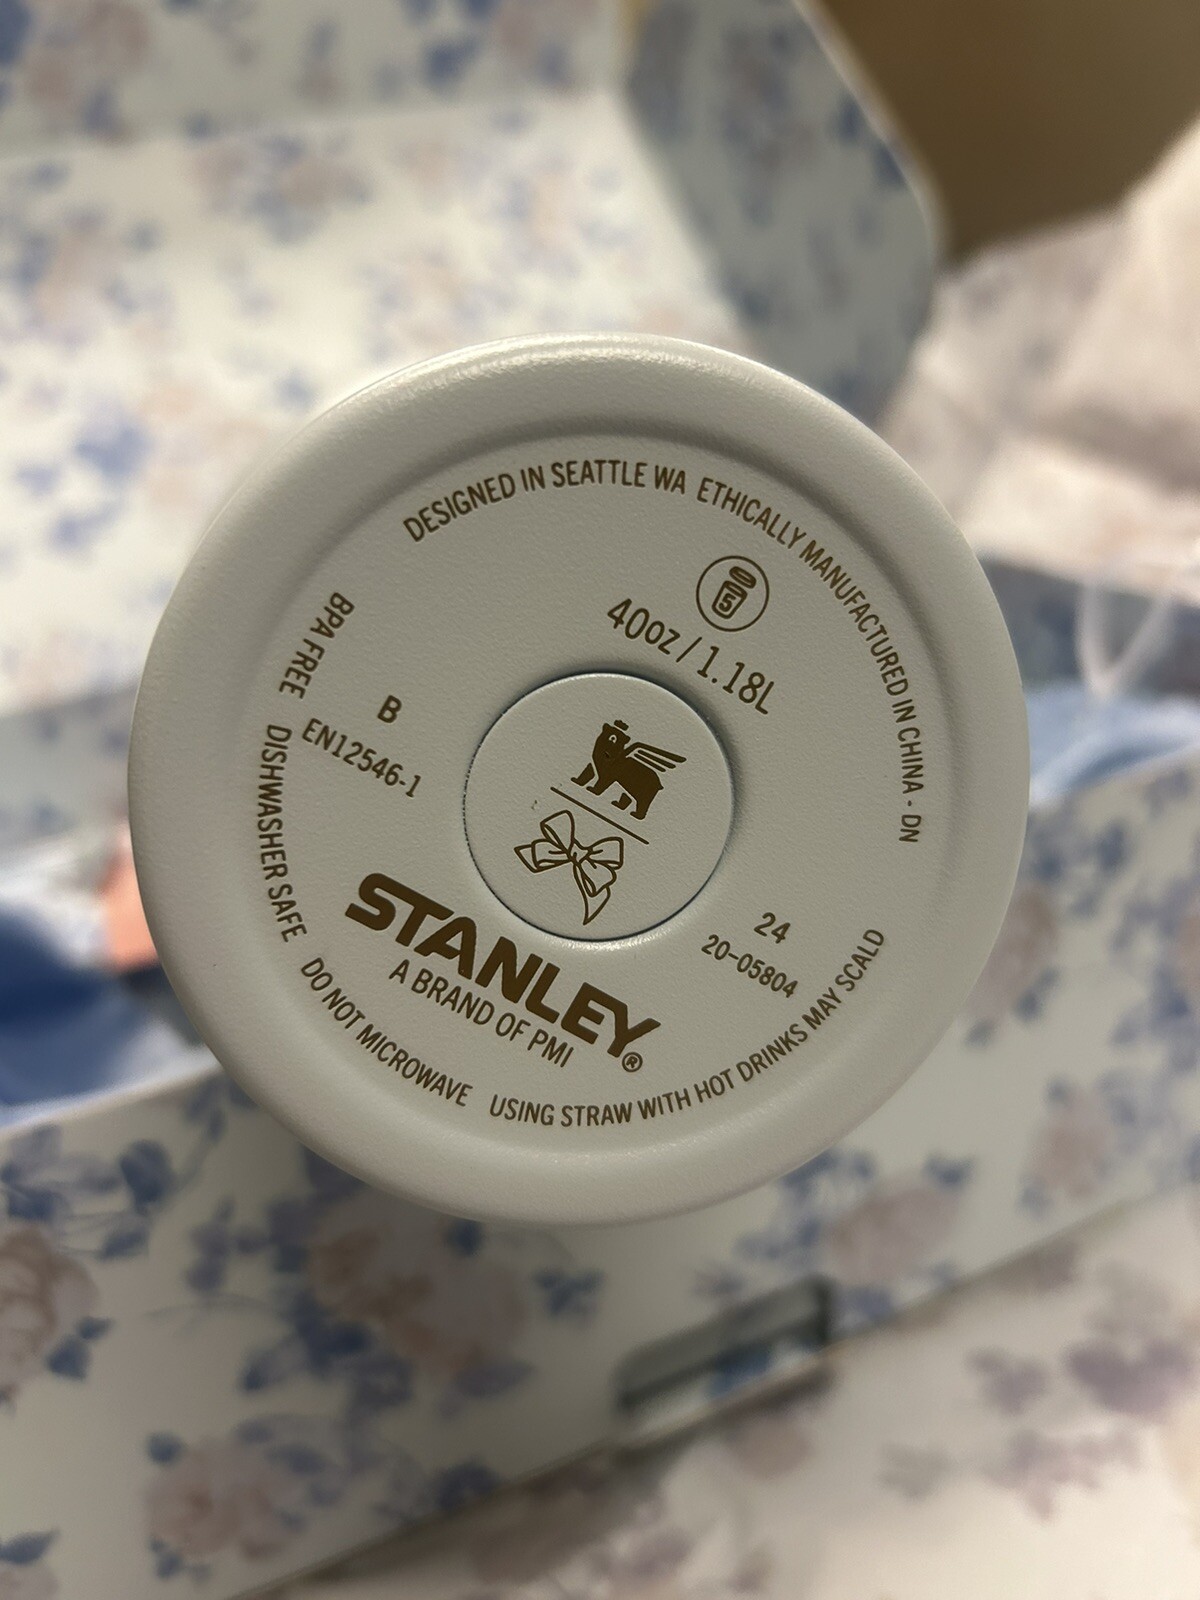 DESIGNED IN SEATTLE WA ETHICALLY MANUFACTURED IN CHINA - DN
5
40oz / 1.18L
BPA FREE
B
EN12546-1
DISHWASHER SAFE
STANLEY®
A BRAND OF PMI
24
20-05804
DO NOT MICROWAVE
USING STRAW WITH HOT DRINKS MAY SCALD